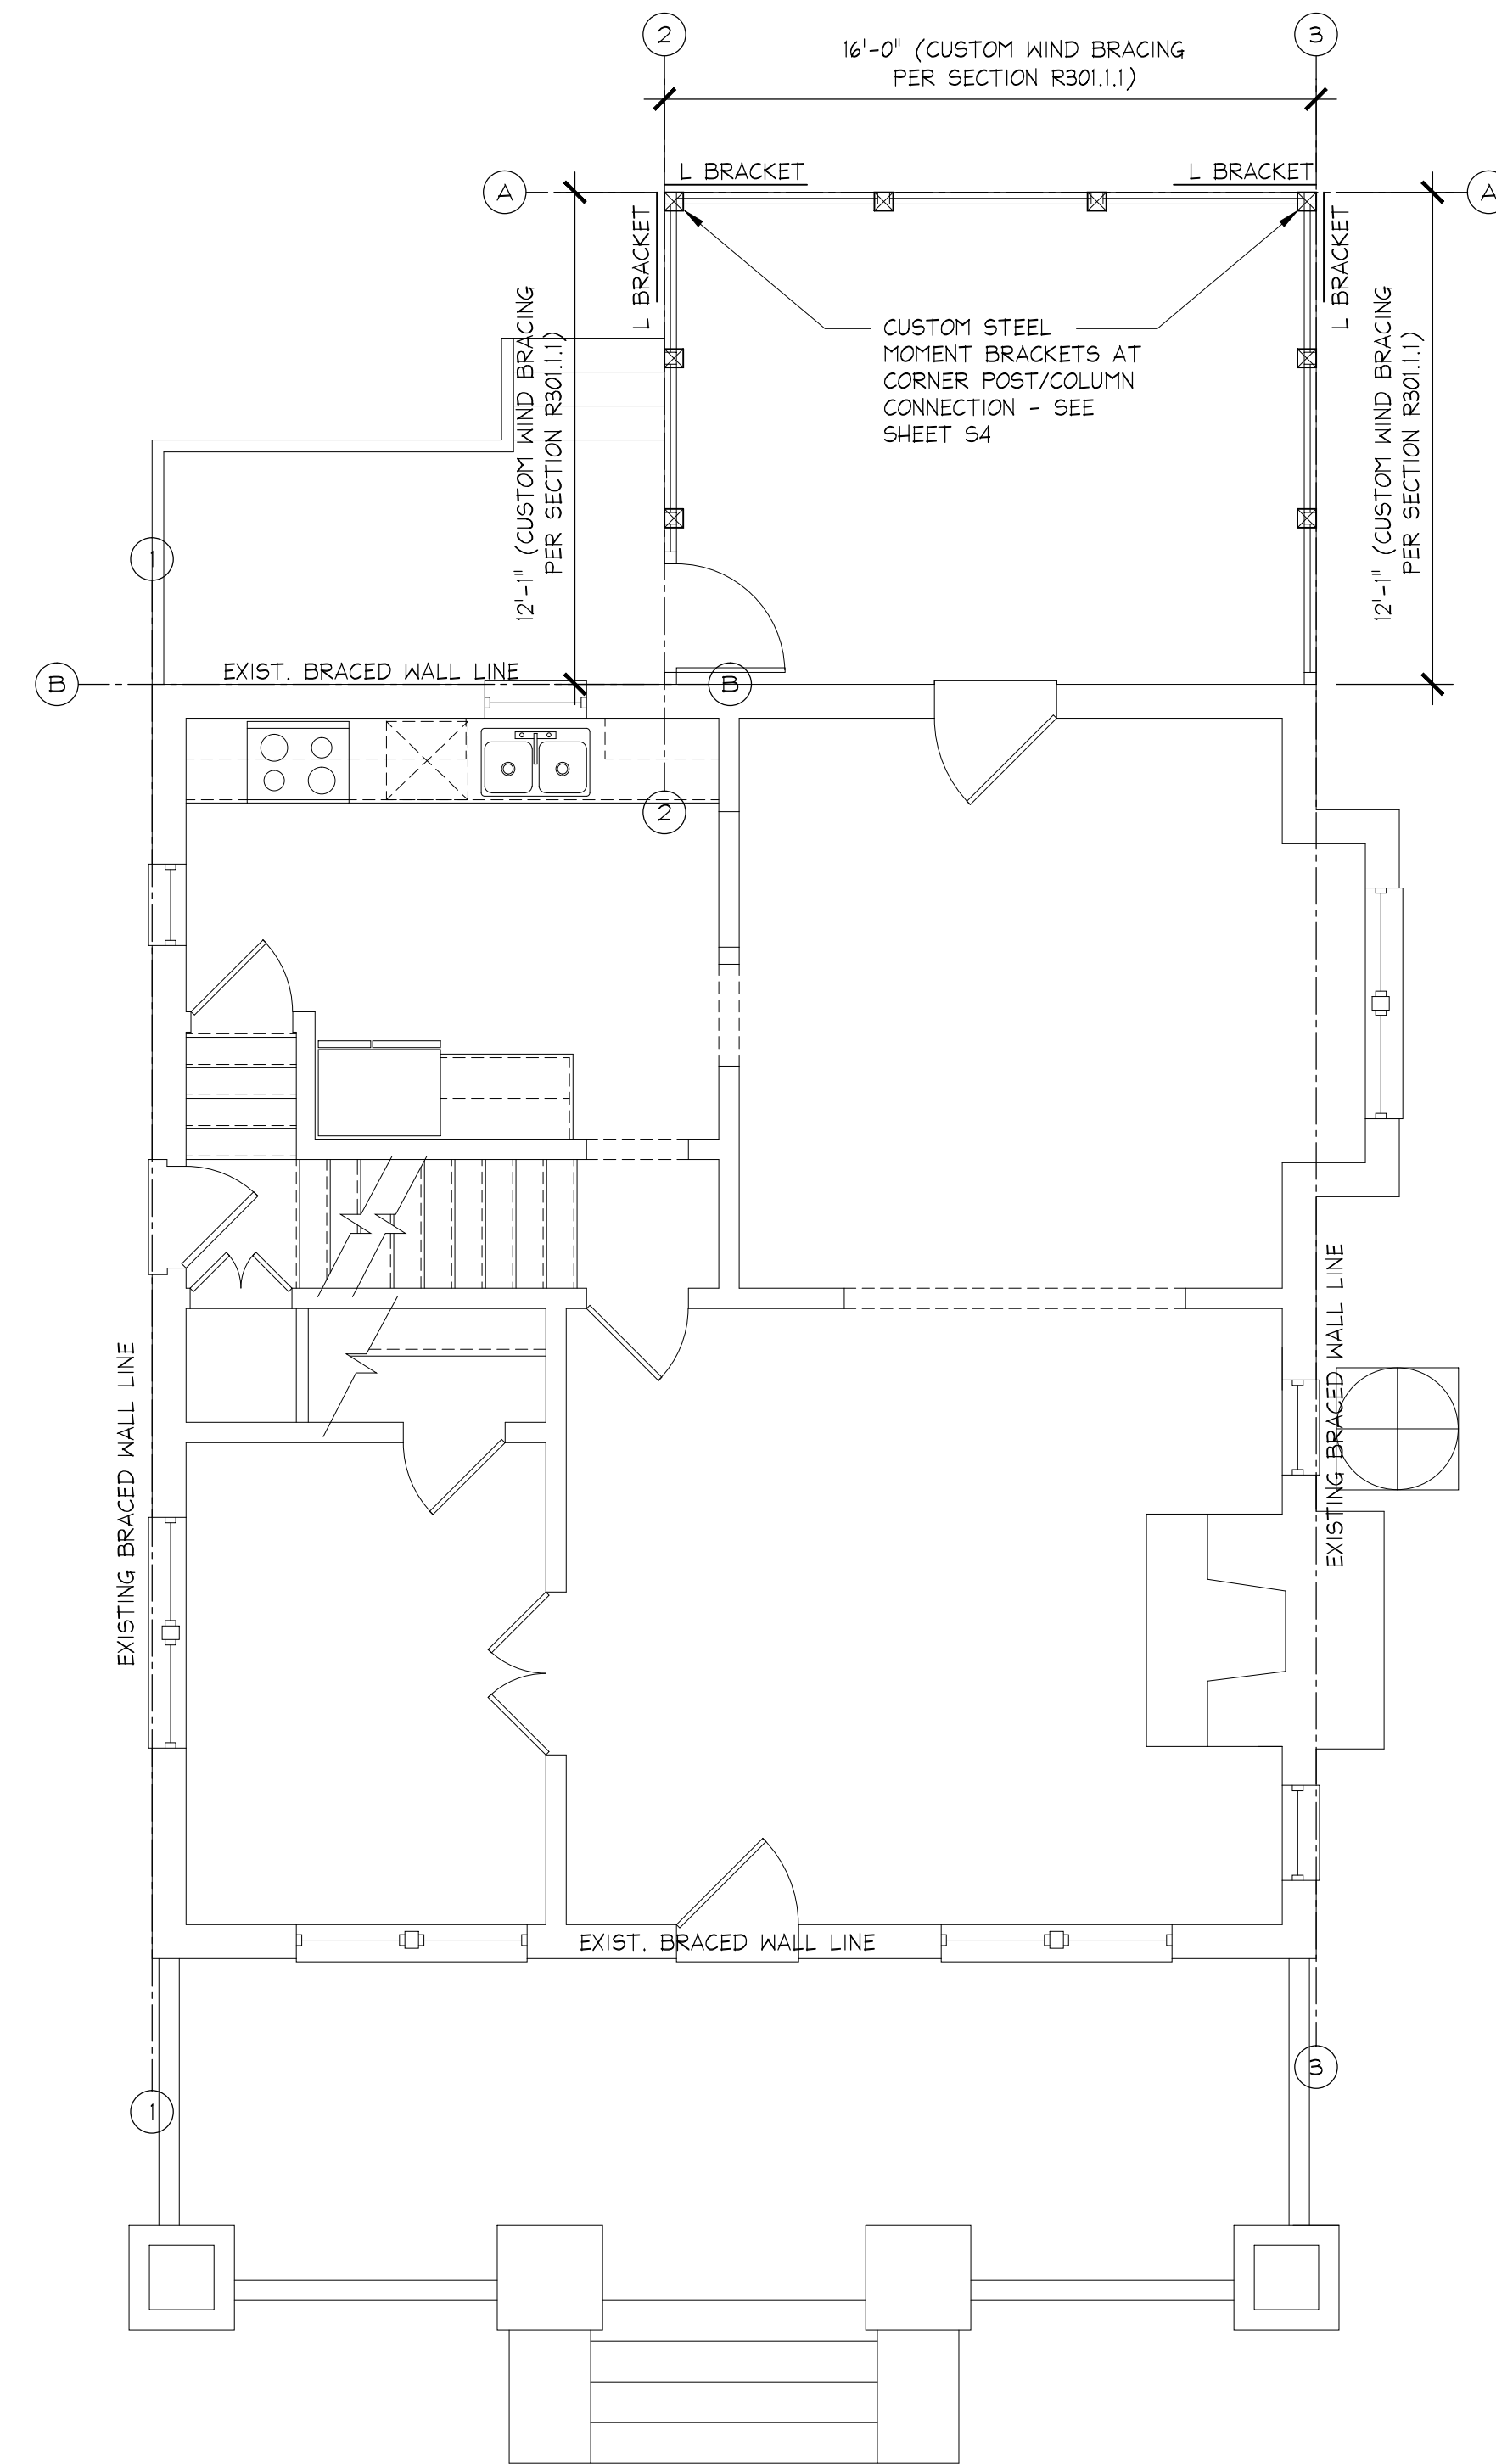 2
3
16'-0" (CUSTOM WIND BRACING
PER SECTION R301.1.1)
L BRACKET
L BRACKET
A
A
L BRACKET
L BRACKET
12'-1" (CUSTOM WIND BRACING
PER SECTION R301.1.1)
12'-1" (CUSTOM WIND BRACING
PER SECTION R301.1.1)
CUSTOM STEEL
MOMENT BRACKETS AT
CORNER POST/COLUMN
CONNECTION - SEE
SHEET S4
1
B
EXIST. BRACED WALL LINE
B
2
EXISTING BRACED WALL LINE
EXISTING BRACED WALL LINE
EXIST. BRACED WALL LINE
3
1